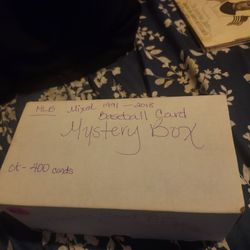 MLB Mixed 1991-2018
Baseball Card
Mystery Box
ct-400 cards